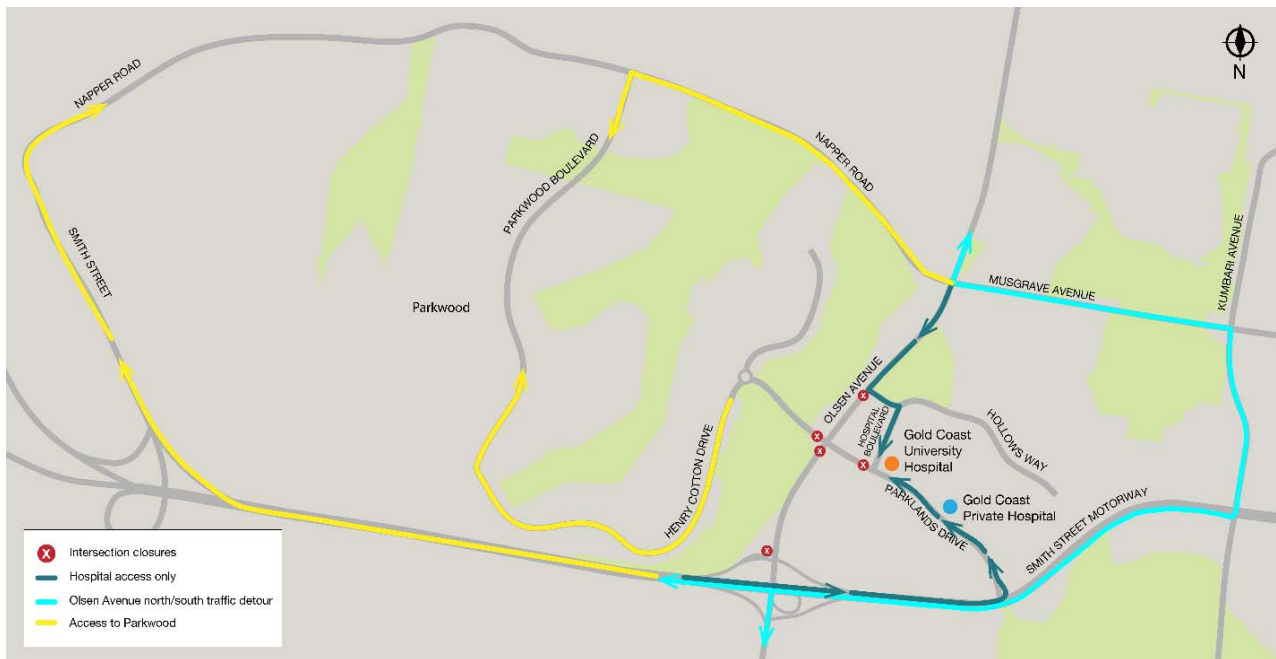 N
NAPPER ROAD
PARKWOOD BOULEVARD
NAPPER ROAD
SMITH STREET
Parkwood
MUSGRAVE AVENUE
KUMBARI AVENUE
OLSEN AVENUE
HOSPITAL
BOULEVARD
HOLLOWS WAY
Gold Coast
University
Hospital
HENRY COTTON DRIVE
PARKLANDS DRIVE
Gold Coast
Private Hospital
SMITH STREET MOTORWAY
X
X
X
X
X
X Intersection closures
Hospital access only
Olsen Avenue north/south traffic detour
Access to Parkwood